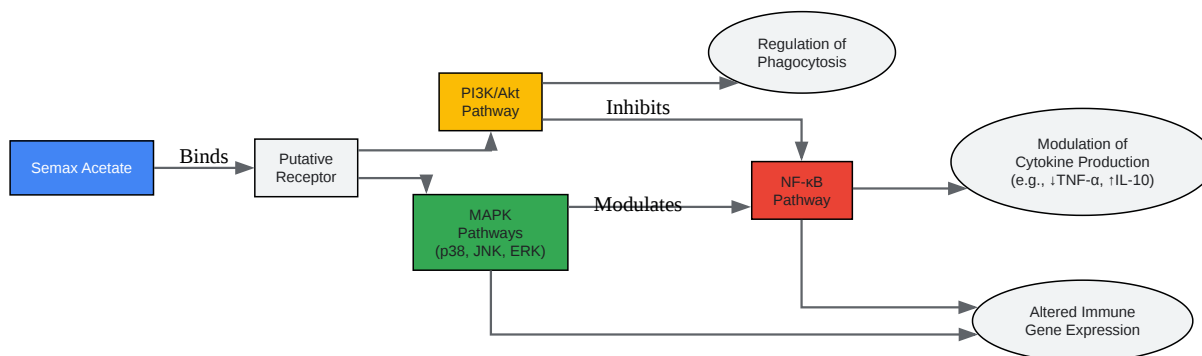 Semax Acetate
Binds
Putative
Receptor
PI3K/Akt
Pathway
MAPK
Pathways
(p38, JNK, ERK)
Inhibits
Modulates
Regulation of
Phagocytosis
NF-κB
Pathway
Modulation of
Cytokine Production
(e.g., ↓TNF-α, ↑IL-10)
Altered Immune
Gene Expression